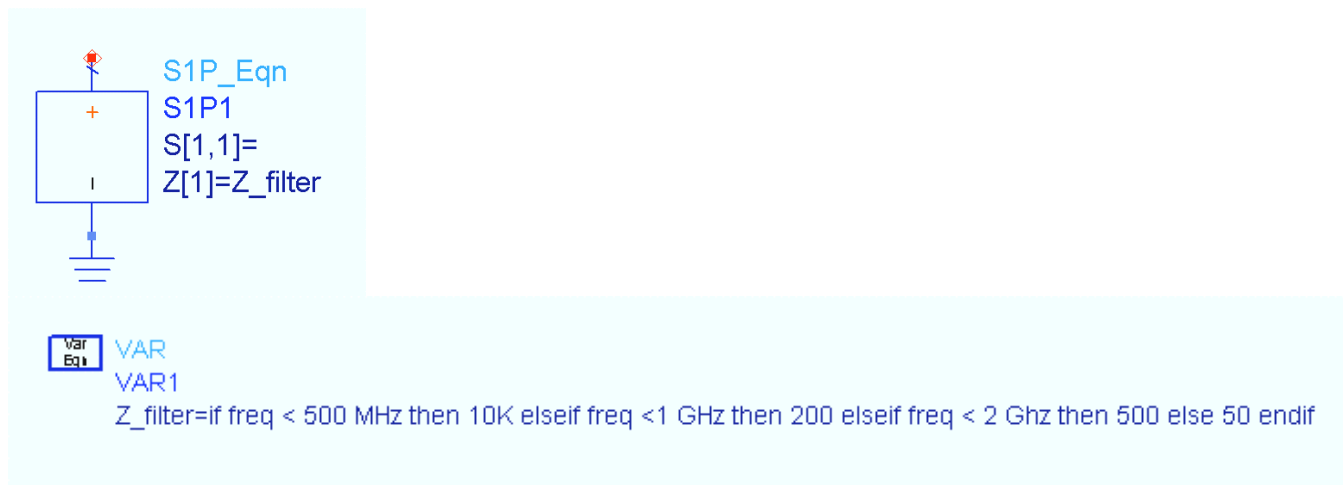 S1P_Eqn
S1P1
+
S[1,1]=
Z[1]=Z_filter
Var
Eqn
VAR
VAR1
Z_filter=if freq < 500 MHz then 10K elseif freq <1 GHz then 200 elseif freq < 2 Ghz then 500 else 50 endif